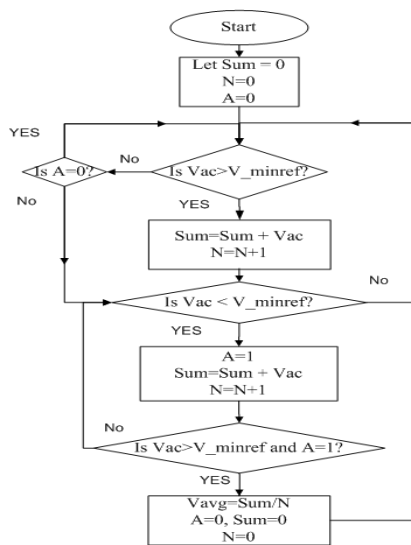 Start
Let Sum = 0
N=0
A=0
YES
No
Is A=0?
Is Vac>V_minref?
No
YES
Sum=Sum + Vac
N=N+1
No
Is Vac < V_minref?
YES
A=1
Sum=Sum + Vac
N=N+1
No
Is Vac>V_minref and A=1?
YES
Vavg=Sum/N
A=0, Sum=0
N=0